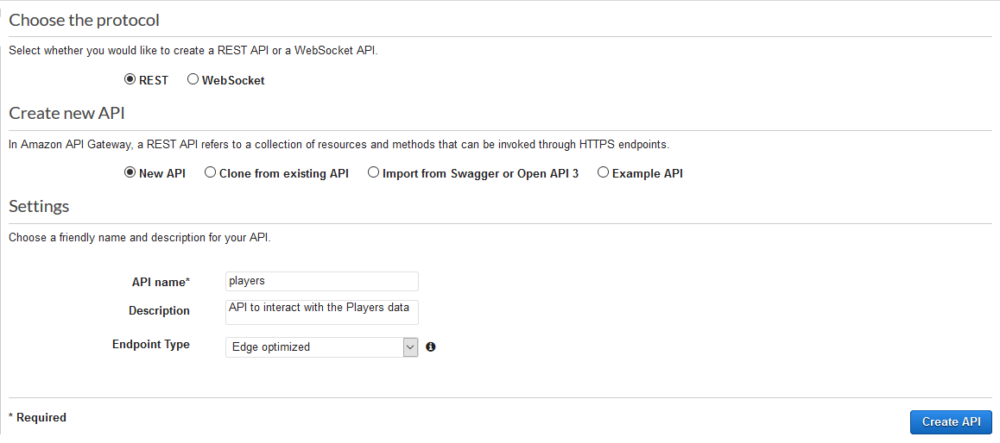 Choose the protocol
Select whether you would like to create a REST API or a WebSocket API.
REST WebSocket
Create new API
In Amazon API Gateway, a REST API refers to a collection of resources and methods that can be invoked through HTTPS endpoints.
New API Clone from existing API Import from Swagger or Open API 3 Example API
Settings
Choose a friendly name and description for your API.
API name* players
Description API to interact with the Players data
Endpoint Type Edge optimized
* Required Create API